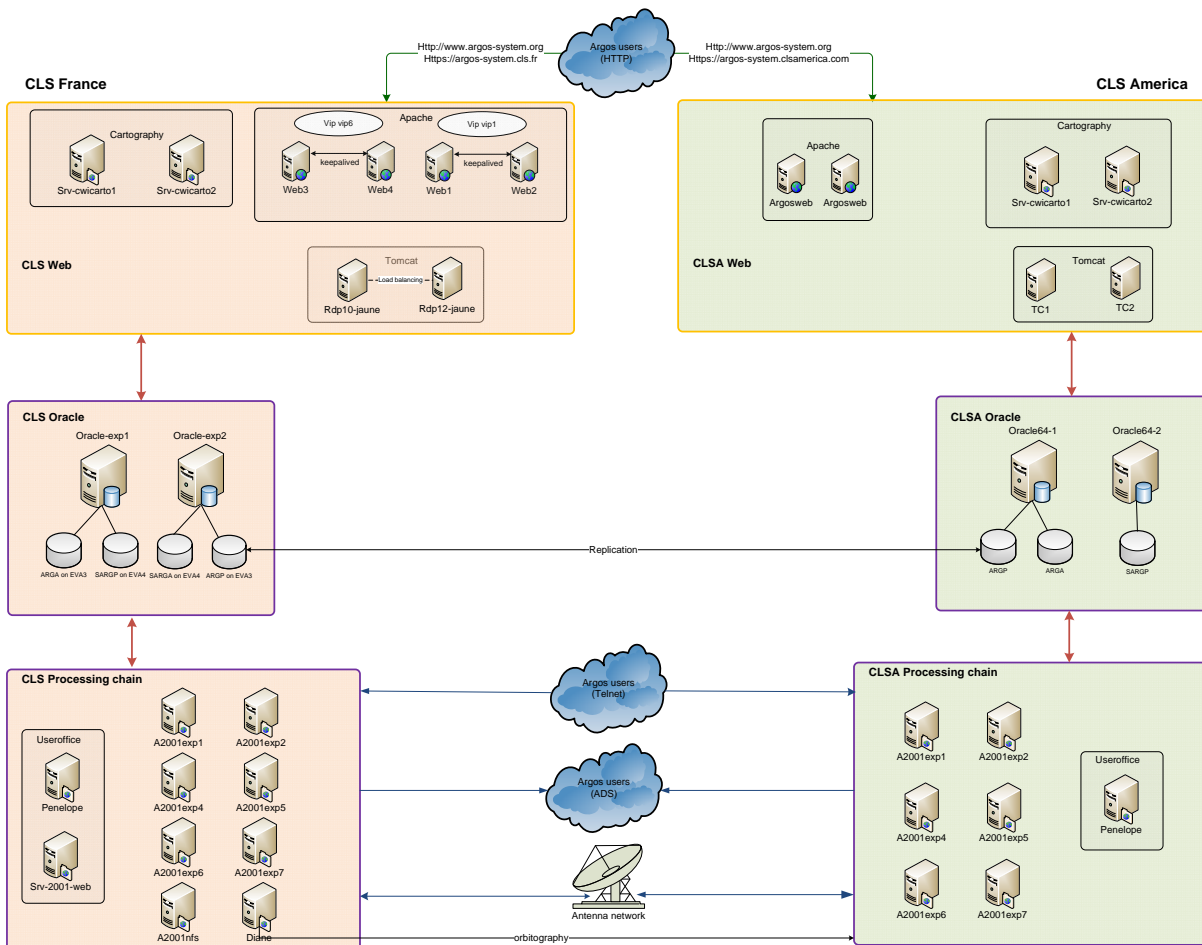 Http://www.argos-system.org
Https://argos-system.cls.fr
Argos users
(HTTP)
Http://www.argos-system.org
Https://argos-system.clsamerica.com
CLS France
CLS America
Cartography
Srv-cwicarto1
Srv-cwicarto2
Apache
Vip vip6
Vip vip1
keepalived
keepalived
Web3
Web4
Web1
Web2
CLS Web
Tomcat
Load balancing
Rdp10-jaune
Rdp12-jaune
Apache
Argosweb
Argosweb
Cartography
Srv-cwicarto1
Srv-cwicarto2
CLSA Web
Tomcat
TC1
TC2
CLS Oracle
Oracle-exp1
Oracle-exp2
ARGA on EVA3
SARGP on EVA4
SARGA on EVA4
ARGP on EVA3
Replication
CLSA Oracle
Oracle64-1
Oracle64-2
ARGP
ARGA
SARGP
CLS Processing chain
Useroffice
Penelope
Srv-2001-web
A2001exp1
A2001exp2
A2001exp4
A2001exp5
A2001exp6
A2001exp7
A2001nfs
Diane
Argos users
(Telnet)
Argos users
(ADS)
Antenna network
orbitography
CLSA Processing chain
A2001exp1
A2001exp2
A2001exp4
A2001exp5
A2001exp6
A2001exp7
Useroffice
Penelope